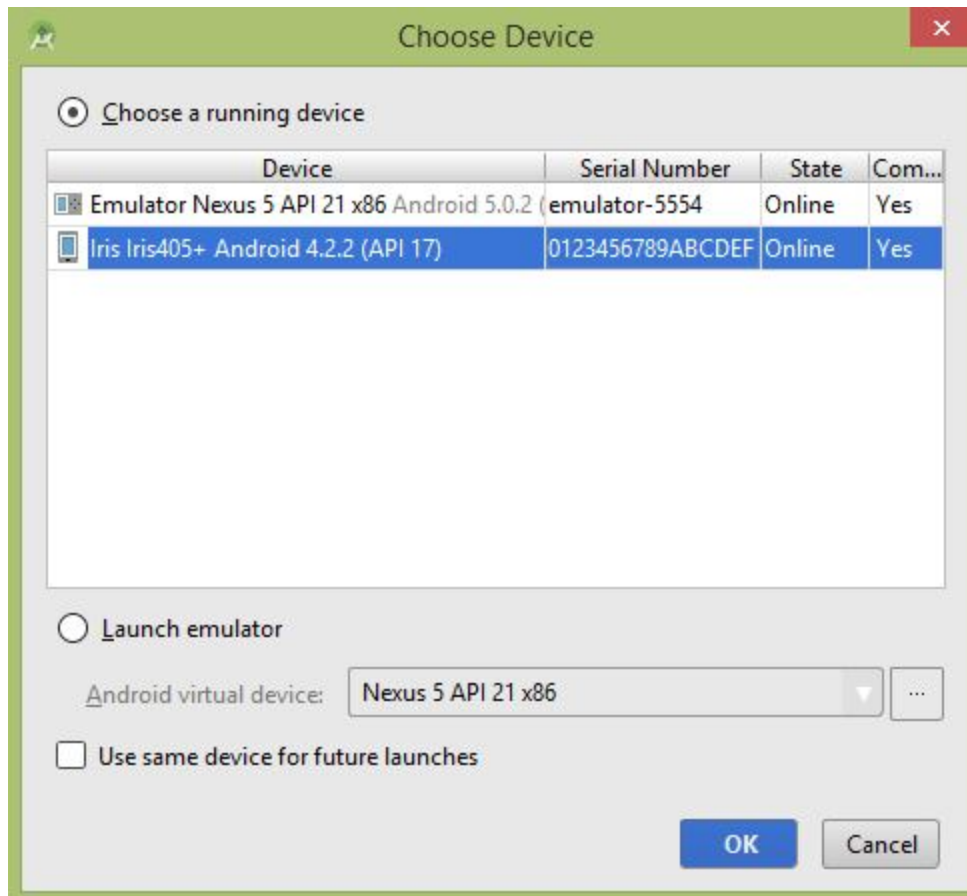 Choose Device
Choose a running device
Device Serial Number State Com...
Emulator Nexus 5 API 21 x86 Android 5.0.2 ( emulator-5554 Online Yes
Iris Iris405+ Android 4.2.2 (API 17) 0123456789ABCDEF Online Yes
Launch emulator
Android virtual device: Nexus 5 API 21 x86 ...
Use same device for future launches
OK Cancel